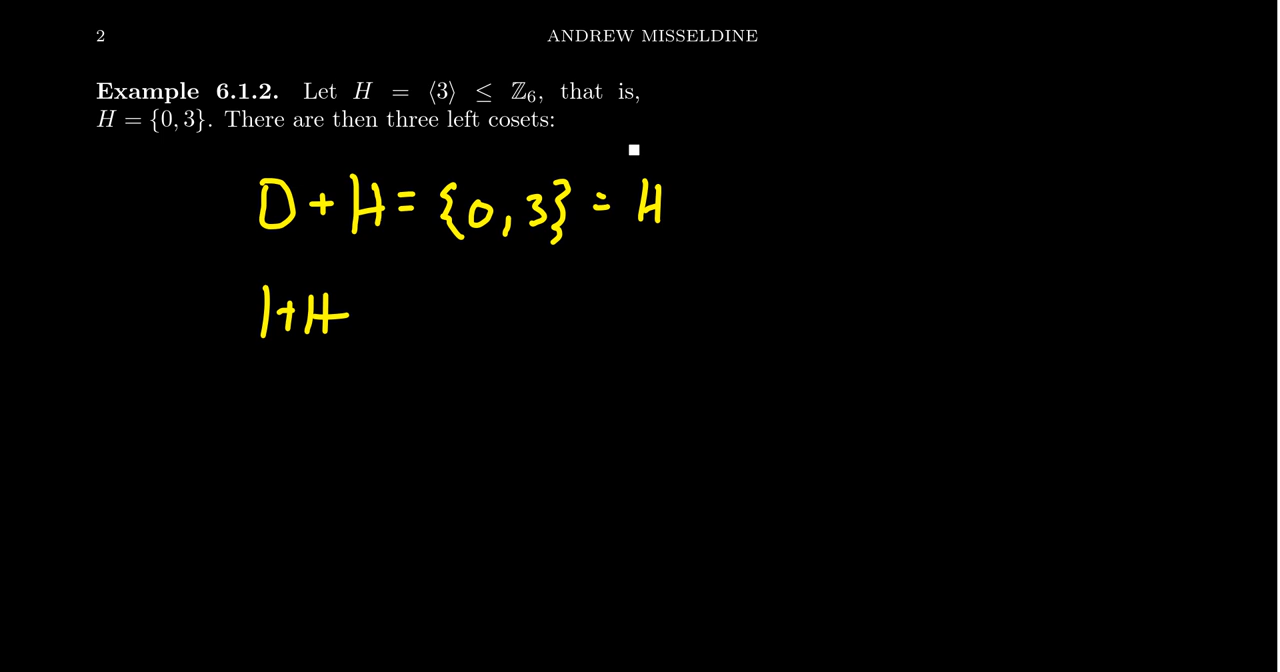 2 ANDREW MISSELDINE
Example 6.1.2. Let H = ⟨3⟩ ≤ ℤ₆, that is,
H = {0, 3}. There are then three left cosets:
0 + H = {0, 3} = H
1 + H